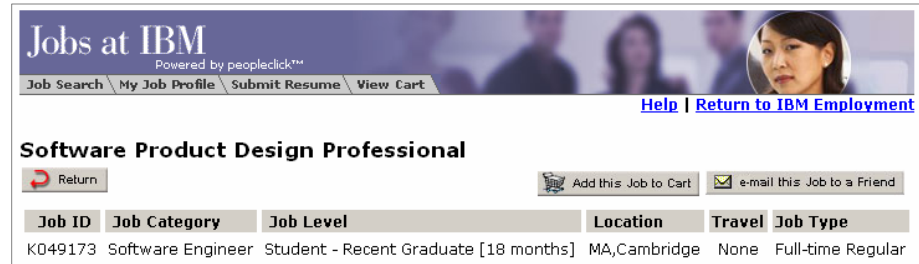 Jobs at IBM
Powered by peopleclick™
Job Search \ My Job Profile \ Submit Resume \ View Cart \
Help | Return to IBM Employment
Software Product Design Professional
Return Add this Job to Cart e-mail this Job to a Friend
Job ID Job Category Job Level Location Travel Job Type
K049173 Software Engineer Student - Recent Graduate [18 months] MA,Cambridge None Full-time Regular